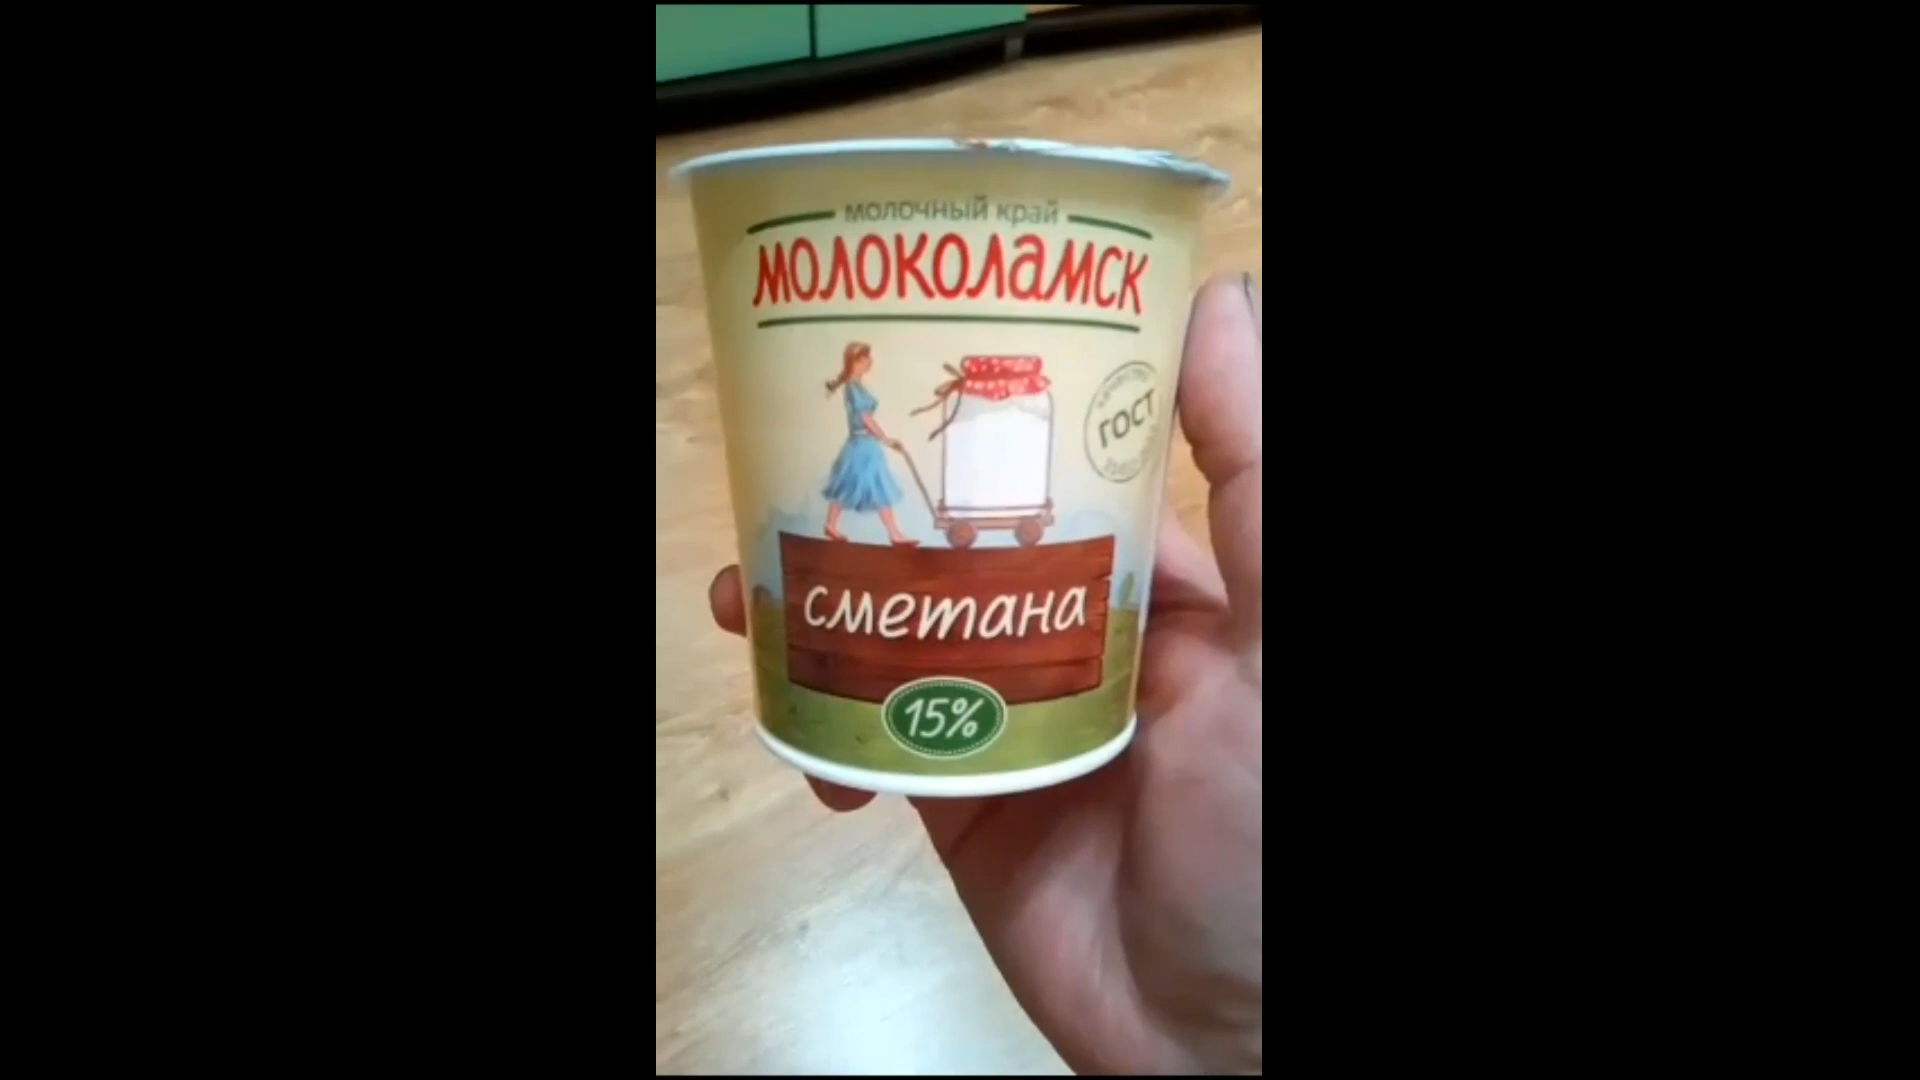 молочный край
молоколамск
ГОСТ
сметана
15%